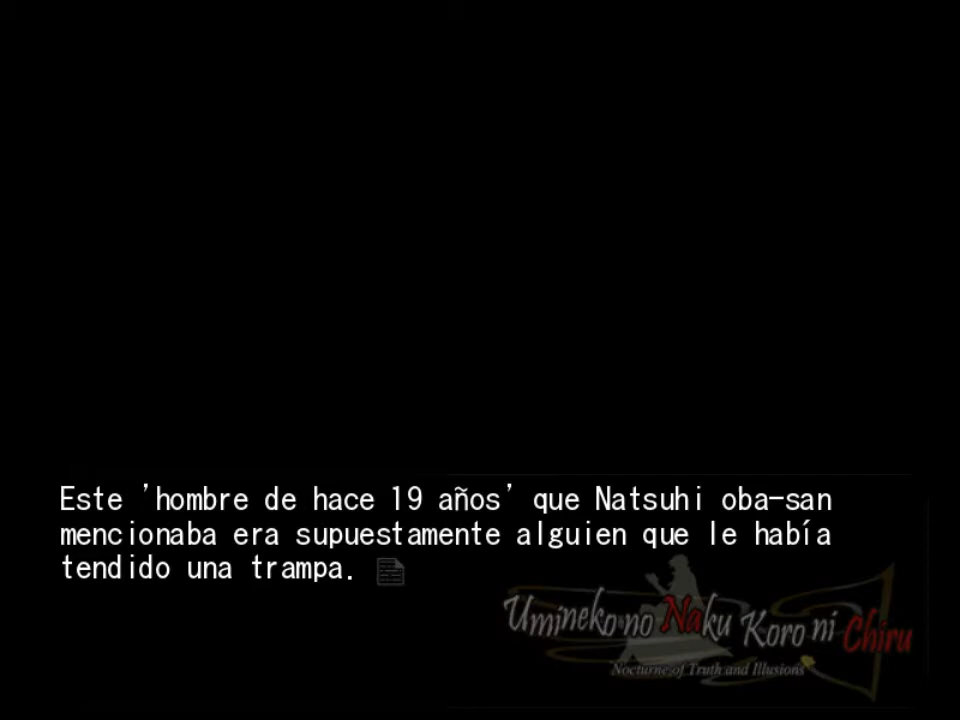 Este 'hombre de hace 19 años' que Natsuhi oba-san
mencionaba era supuestamente alguien que le había
tendido una trampa.
Umineko no Naku Koro ni Chiru
Nocturne of Truth and Illusions